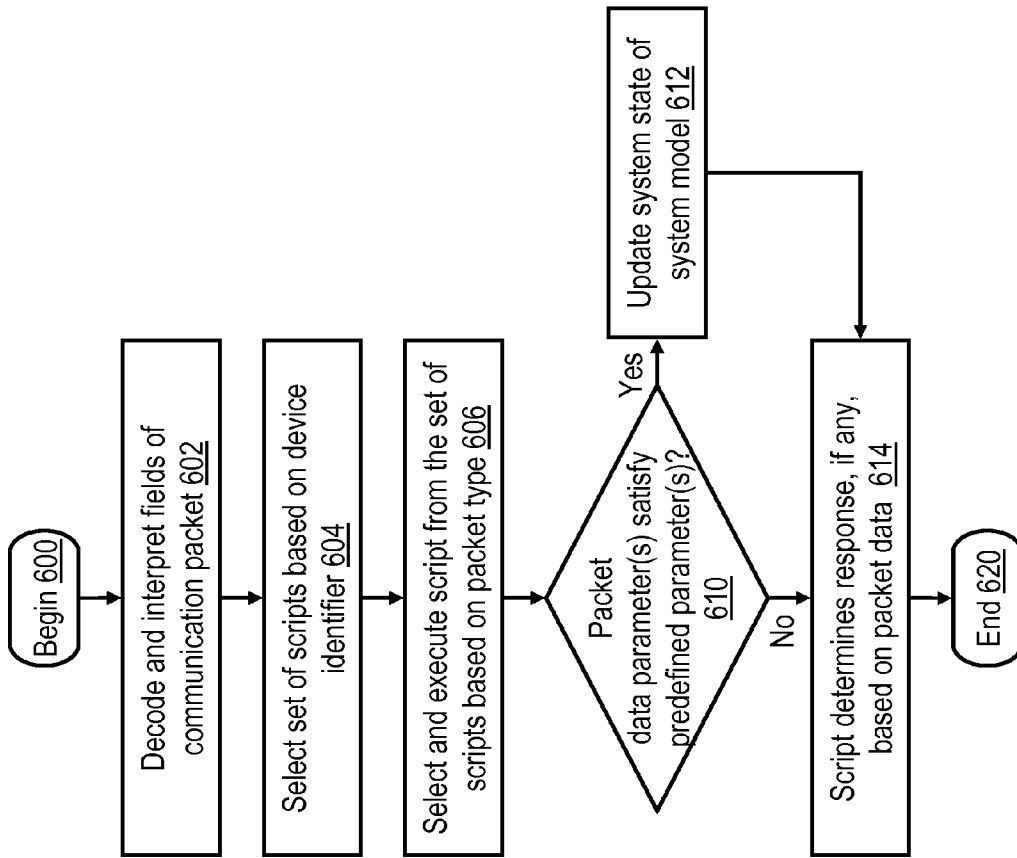 Begin 600
Decode and interpret fields of
communication packet 602
Select set of scripts based on device
identifier 604
Select and execute script from the set of
scripts based on packet type 606
Packet
data parameter(s) satisfy
predefined parameter(s)?
610
Yes
Update system state of
system model 612
No
Script determines response, if any,
based on packet data 614
End 620